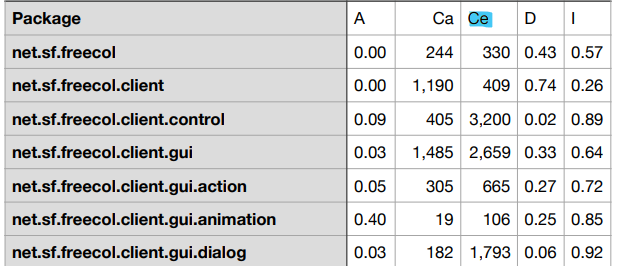 Package A Ca Ce D I
net.sf.freecol 0.00 244 330 0.43 0.57
net.sf.freecol.client 0.00 1,190 409 0.74 0.26
net.sf.freecol.client.control 0.09 405 3,200 0.02 0.89
net.sf.freecol.client.gui 0.03 1,485 2,659 0.33 0.64
net.sf.freecol.client.gui.action 0.05 305 665 0.27 0.72
net.sf.freecol.client.gui.animation 0.40 19 106 0.25 0.85
net.sf.freecol.client.gui.dialog 0.03 182 1,793 0.06 0.92